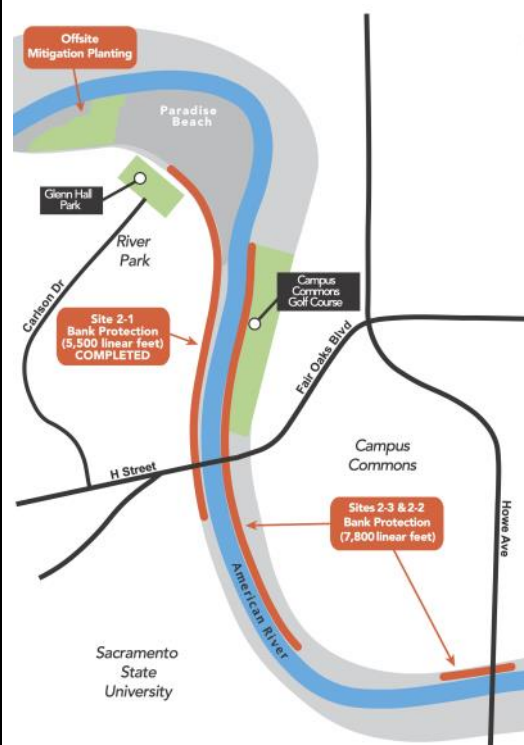 Offsite
Mitigation Planting
Paradise
Beach
Glenn Hall
Park
River
Park
Carlson Dr
Campus
Commons
Golf Course
Site 2-1
Bank Protection
(5,500 linear feet)
COMPLETED
Fair Oaks Blvd
H Street
Campus
Commons
Sites 2-3 & 2-2
Bank Protection
(7,800 linear feet)
Howe Ave
American River
Sacramento
State
University